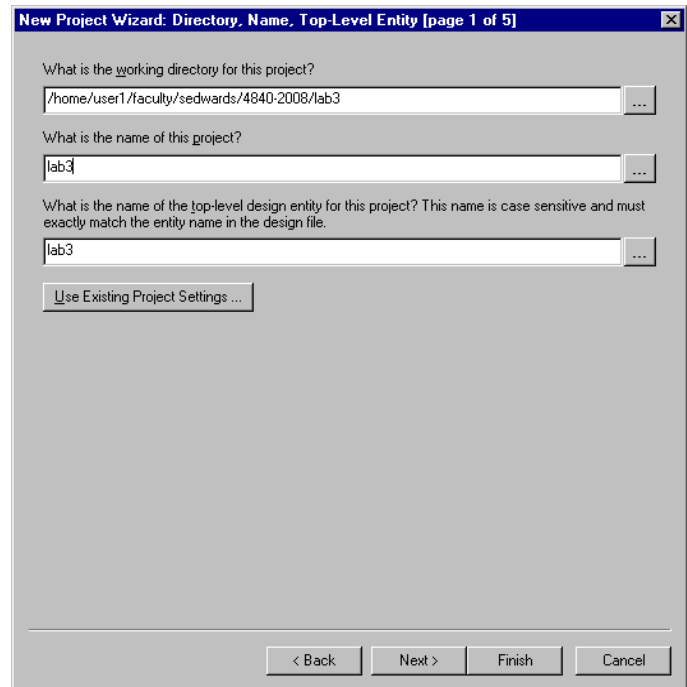 New Project Wizard: Directory, Name, Top-Level Entity [page 1 of 5]
What is the working directory for this project?
/home/user1/faculty/sedwards/4840-2008/lab3
...
What is the name of this project?
lab3
...
What is the name of the top-level design entity for this project? This name is case sensitive and must
exactly match the entity name in the design file.
lab3
...
Use Existing Project Settings ...
< Back
Next >
Finish
Cancel